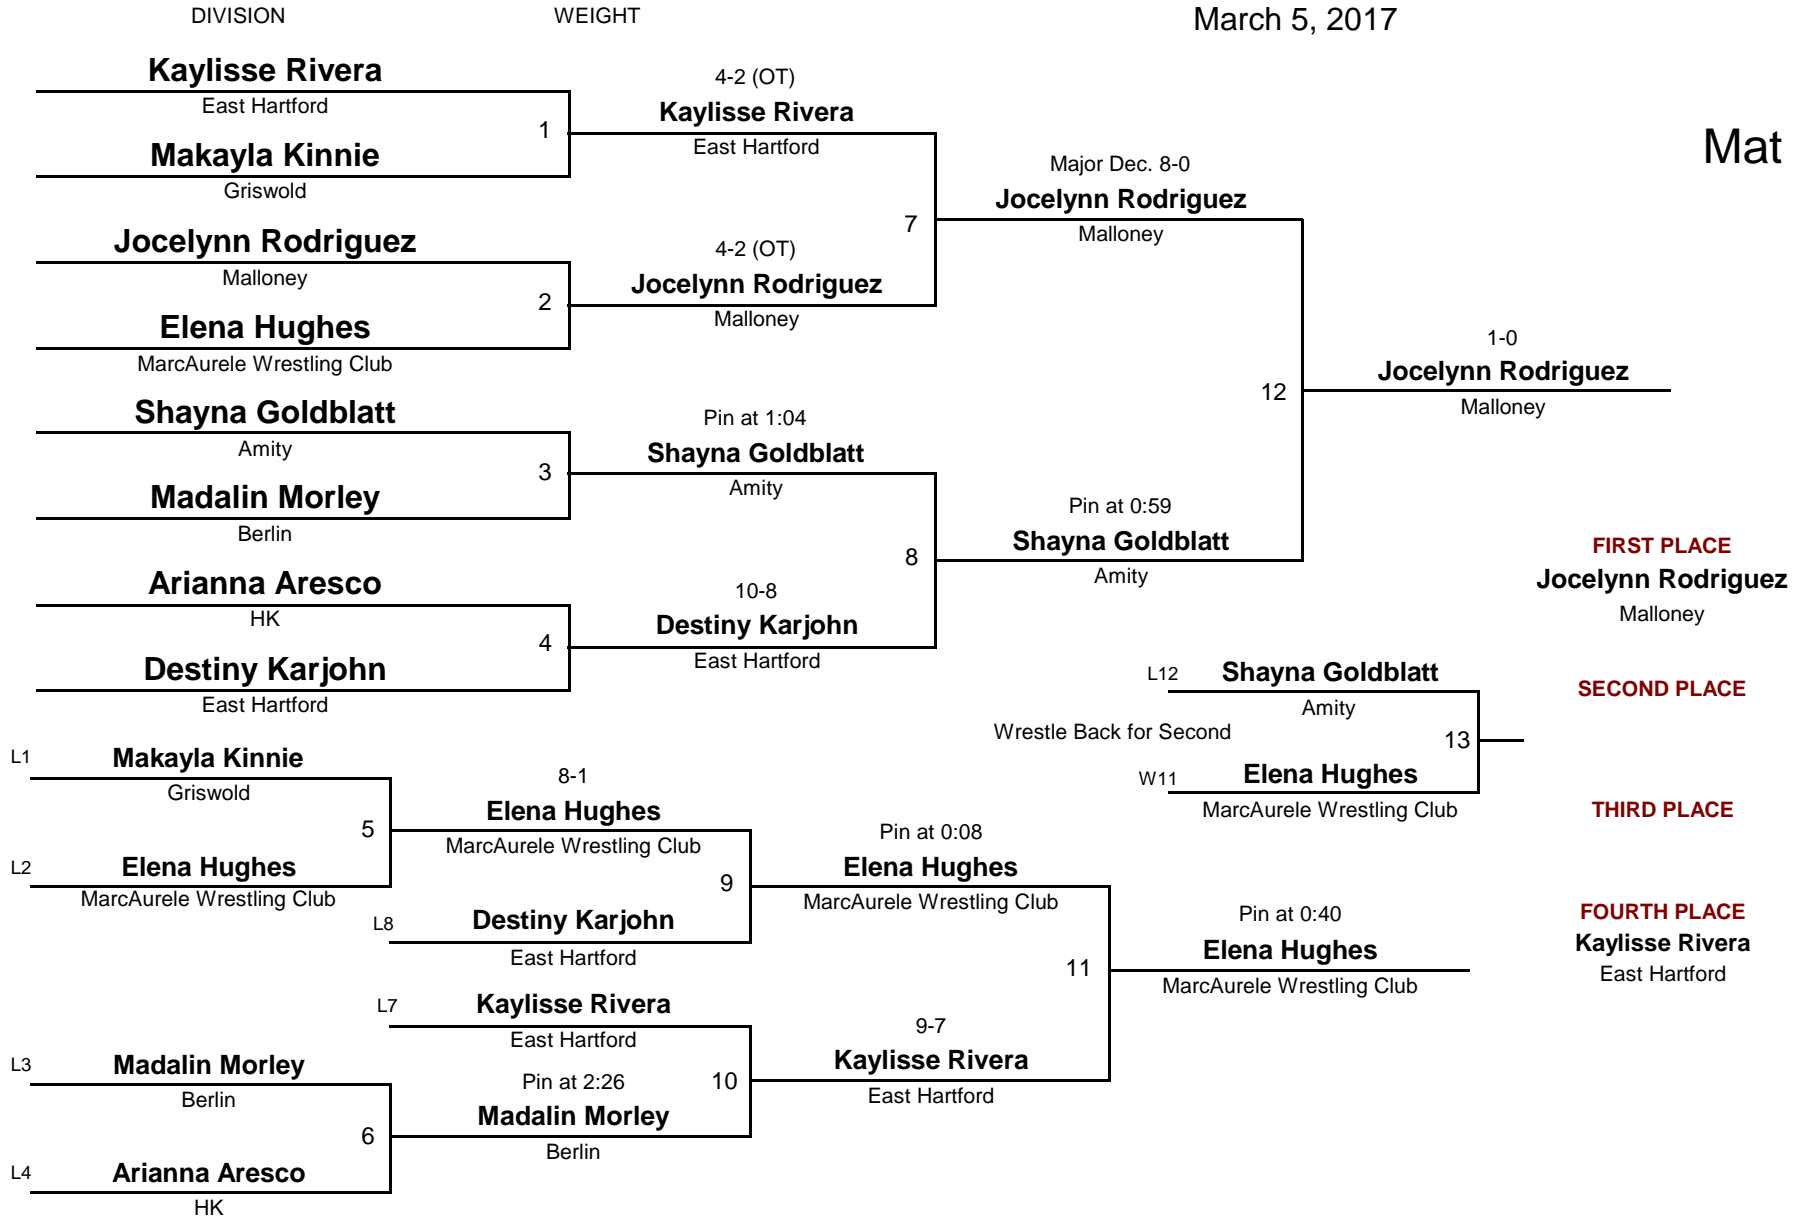 DIVISION WEIGHT March 5, 2017
Mat
Kaylisse Rivera
East Hartford
1
Makayla Kinnie
Griswold
Jocelynn Rodriguez
Malloney
2
Elena Hughes
MarcAurele Wrestling Club
Shayna Goldblatt
Amity
3
Madalin Morley
Berlin
Arianna Aresco
HK
4
Destiny Karjohn
East Hartford
4-2 (OT)
Kaylisse Rivera
East Hartford
7
4-2 (OT)
Jocelynn Rodriguez
Malloney
Pin at 1:04
Shayna Goldblatt
Amity
8
10-8
Destiny Karjohn
East Hartford
Major Dec. 8-0
Jocelynn Rodriguez
Malloney
12
Pin at 0:59
Shayna Goldblatt
Amity
1-0
Jocelynn Rodriguez
Malloney
FIRST PLACE
Jocelynn Rodriguez
Malloney
L12 Shayna Goldblatt
Amity
Wrestle Back for Second
13
W11 Elena Hughes
MarcAurele Wrestling Club
SECOND PLACE
THIRD PLACE
FOURTH PLACE
Kaylisse Rivera
East Hartford
L1 Makayla Kinnie
Griswold
5
L2 Elena Hughes
MarcAurele Wrestling Club
8-1
Elena Hughes
MarcAurele Wrestling Club
9
L8 Destiny Karjohn
East Hartford
L7 Kaylisse Rivera
East Hartford
10
Pin at 2:26
Madalin Morley
Berlin
L3 Madalin Morley
Berlin
6
L4 Arianna Aresco
HK
Pin at 0:08
Elena Hughes
MarcAurele Wrestling Club
11
9-7
Kaylisse Rivera
East Hartford
Pin at 0:40
Elena Hughes
MarcAurele Wrestling Club